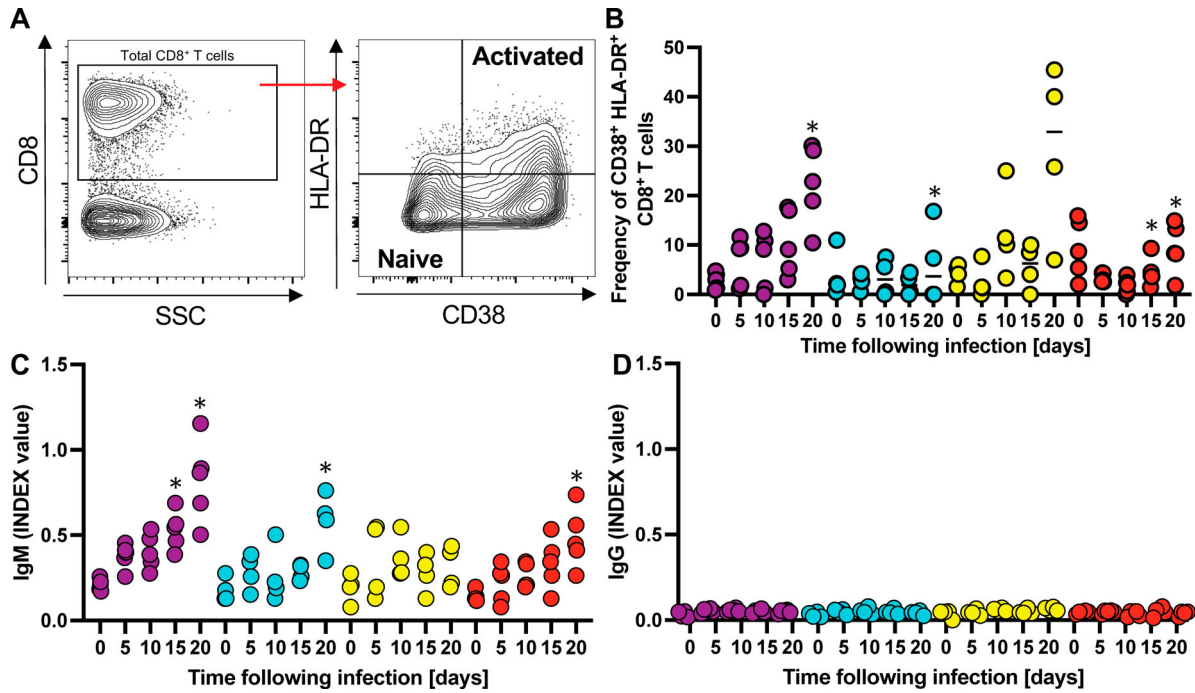 A
Total CD8⁺ T cells
CD8
SSC
Activated
Naive
HLA-DR
CD38
B
Freqency of CD38⁺ HLA-DR⁺
CD8⁺ T cells
50
40
30
20
10
0
*
*
*
*
0 5 10 15 20 0 5 10 15 20 0 5 10 15 20 0 5 10 15 20
Time following infection [days]
C
IgM (INDEX value)
1.5
1.0
0.5
0.0
*
*
*
*
0 5 10 15 20 0 5 10 15 20 0 5 10 15 20 0 5 10 15 20
Time following infection [days]
D
IgG (INDEX value)
1.5
1.0
0.5
0.0
0 5 10 15 20 0 5 10 15 20 0 5 10 15 20 0 5 10 15 20
Time following infection [days]